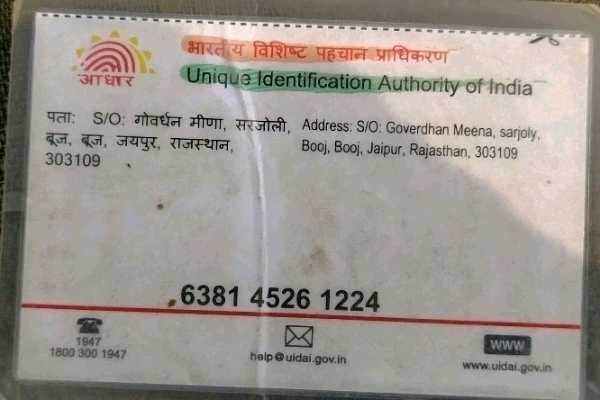 भारतीय विशिष्ट पहचान प्राधिकरण
Unique Identification Authority of India
आधार
पता: S/O: गोवर्धन मीणा, सरजोली,
बूज, बूज, जयपुर, राजस्थान,
303109
Address: S/O: Goverdhan Meena, sarjoly,
Booj, Booj, Jaipur, Rajasthan, 303109
6381 4526 1224
1947
1800 300 1947
help@uidai.gov.in
WWW
www.uidai.gov.in